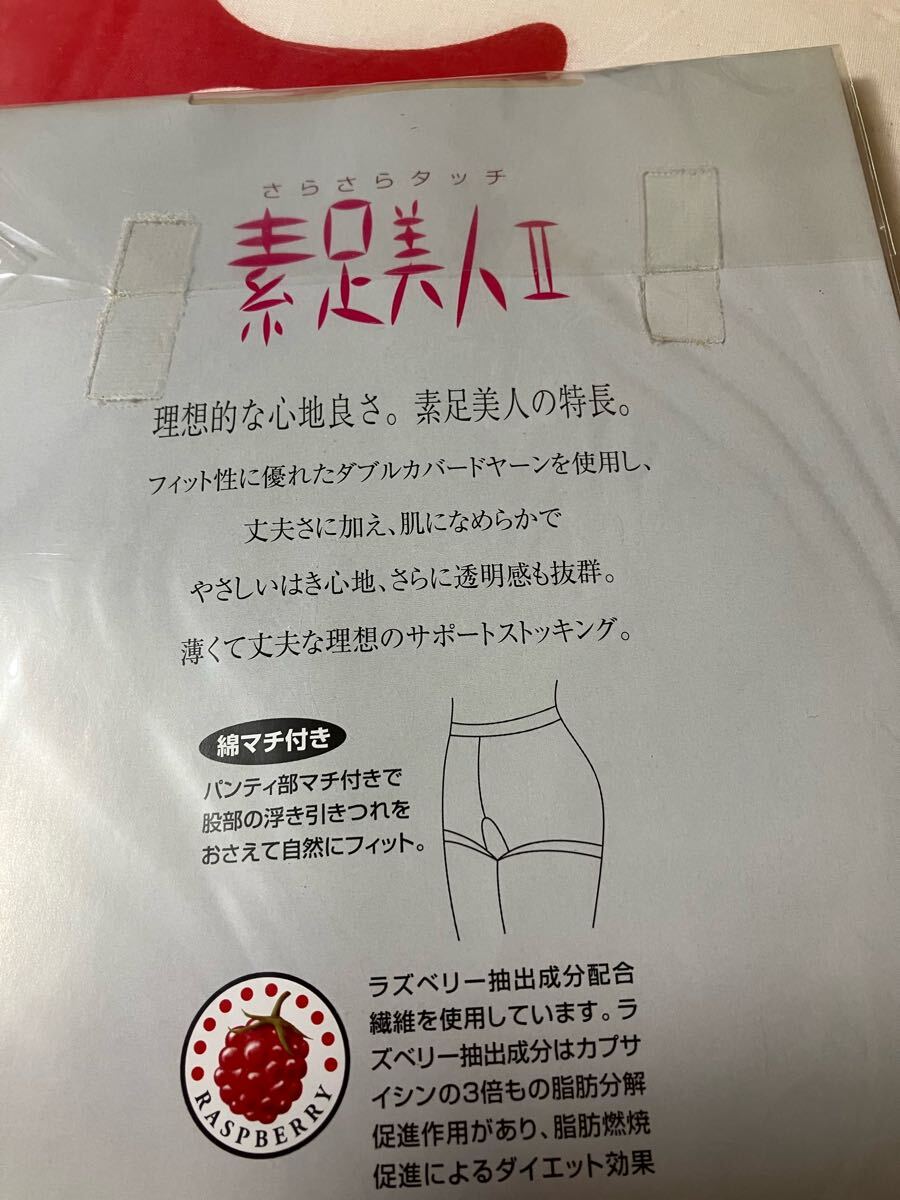 さらさらタッチ
素足美人Ⅱ
理想的な心地良さ。素足美人の特長。
フィット性に優れたダブルカバードヤーンを使用し、
丈夫さに加え、肌になめらかで
やさしいはき心地、さらに透明感も抜群。
薄くて丈夫な理想のサポートストッキング。
綿マチ付き
パンティ部マチ付きで
股部の浮き引きつれを
おさえて自然にフィット。
RASPBERRY
ラズベリー抽出成分配合
繊維を使用しています。ラ
ズベリー抽出成分はカプサ
イシンの3倍もの脂肪分解
促進作用があり、脂肪燃焼
促進によるダイエット効果